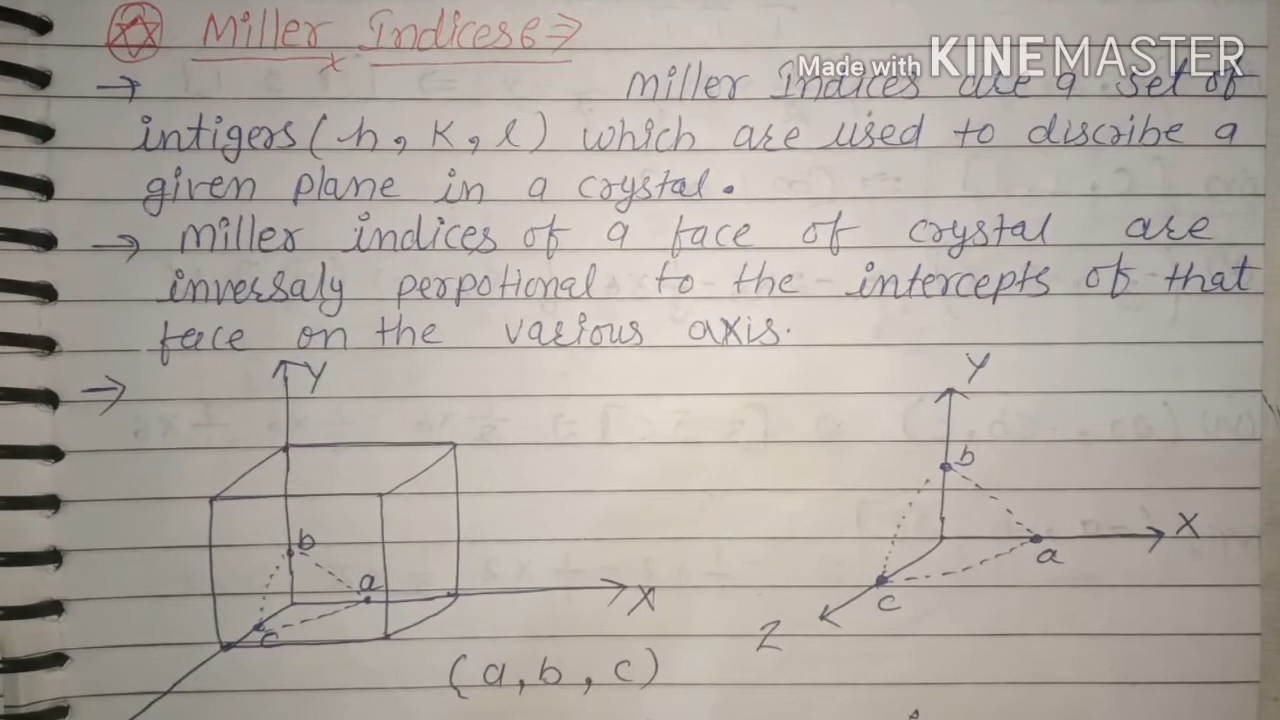 Miller Indices ⇒
Made with KINEMASTER
→ Miller Indices are a set of
intigers (h, K, l) which are used to discribe a
given plane in a crystal.
→ Miller indices of a face of crystal are
inversaly perpotional to the intercepts of that
face on the various axis.
→
Y
b
a
X
c
Y
b
X
a
c
Z
(a, b, c)